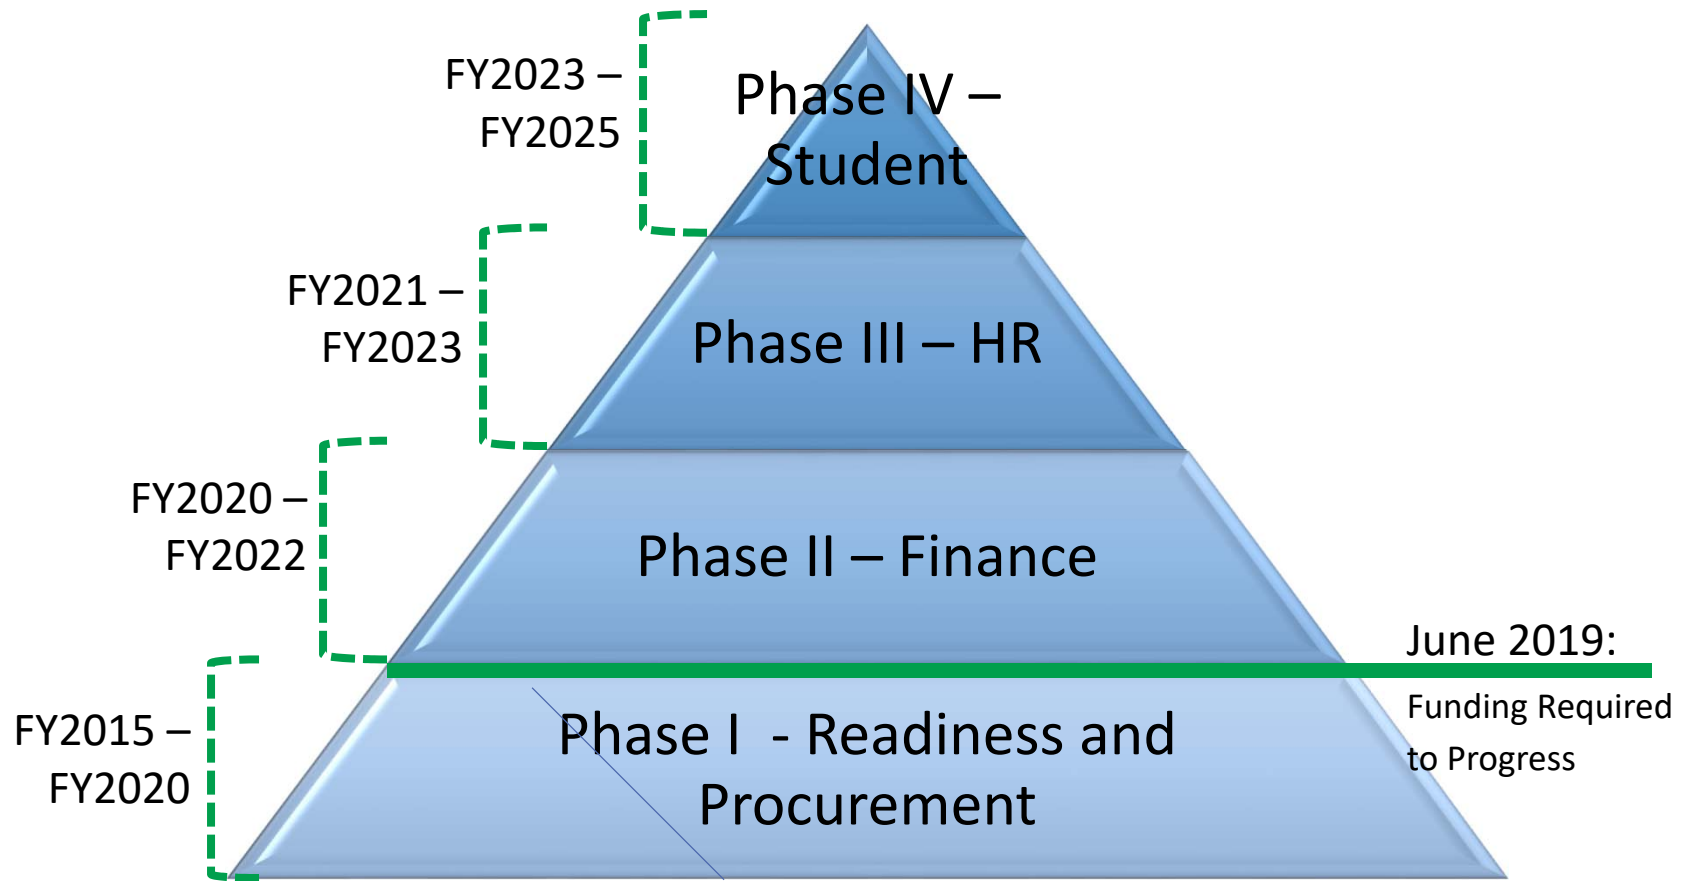 FY2023 –
FY2025
Phase IV –
Student
FY2021 –
FY2023
Phase III – HR
FY2020 –
FY2022
Phase II – Finance
June 2019:
Funding Required
to Progress
FY2015 –
FY2020
Phase I  - Readiness and
Procurement